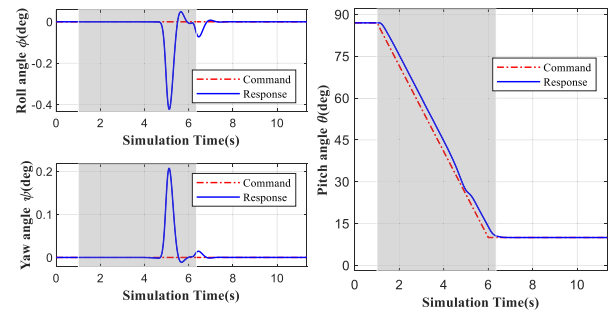 Roll angle ϕ(deg)
0
-0.2
-0.4
Command
Response
0 2 4 6 8 10
Simulation Time(s)
Yaw angle ψ(deg)
0.2
0.1
0
Command
Response
0 2 4 6 8 10
Simulation Time(s)
Pitch angle θ(deg)
90
75
60
45
30
15
0
Command
Response
0 2 4 6 8 10
Simulation Time(s)